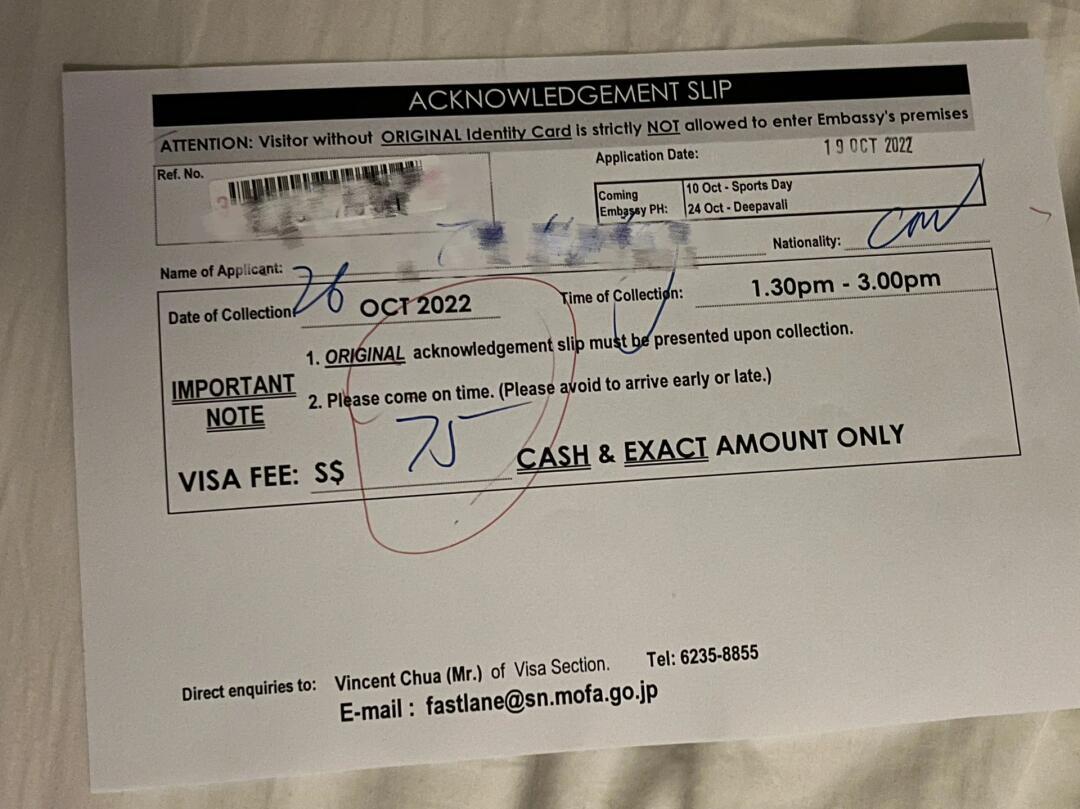 ACKNOWLEDGEMENT SLIP
ATTENTION: Visitor without ORIGINAL Identity Card is strictly NOT allowed to enter Embassy's premises
Ref. No.
Application Date: 19 OCT 2022
Coming Embassy PH:
10 Oct - Sports Day
24 Oct - Deepavali
Name of Applicant:
Nationality:
Date of Collection: 26 OCT 2022
Time of Collection: 1.30pm - 3.00pm
IMPORTANT NOTE
1. ORIGINAL acknowledgement slip must be presented upon collection.
2. Please come on time. (Please avoid to arrive early or late.)
VISA FEE: S$ 75 CASH & EXACT AMOUNT ONLY
Direct enquiries to: Vincent Chua (Mr.) of Visa Section. Tel: 6235-8855
E-mail : fastlane@sn.mofa.go.jp